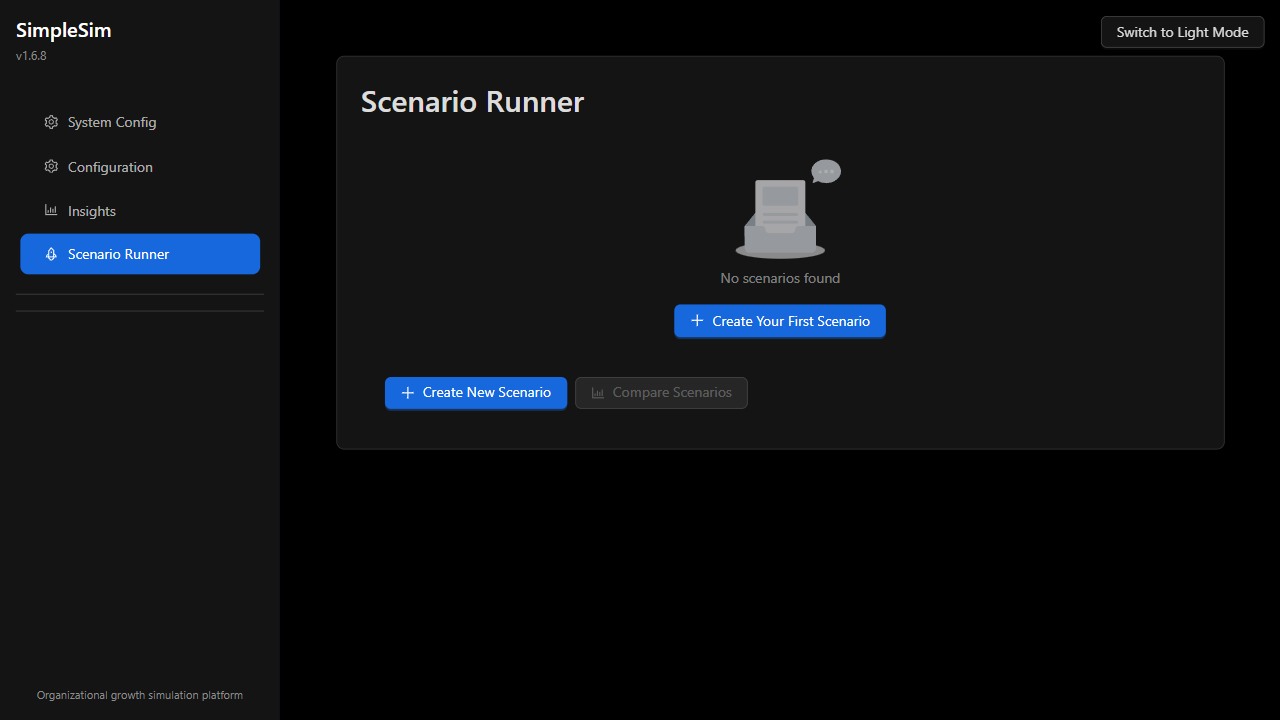 SimpleSim
v1.6.8
System Config
Configuration
Insights
Scenario Runner
Organizational growth simulation platform
Switch to Light Mode
Scenario Runner
No scenarios found
Create Your First Scenario
Create New Scenario
Compare Scenarios